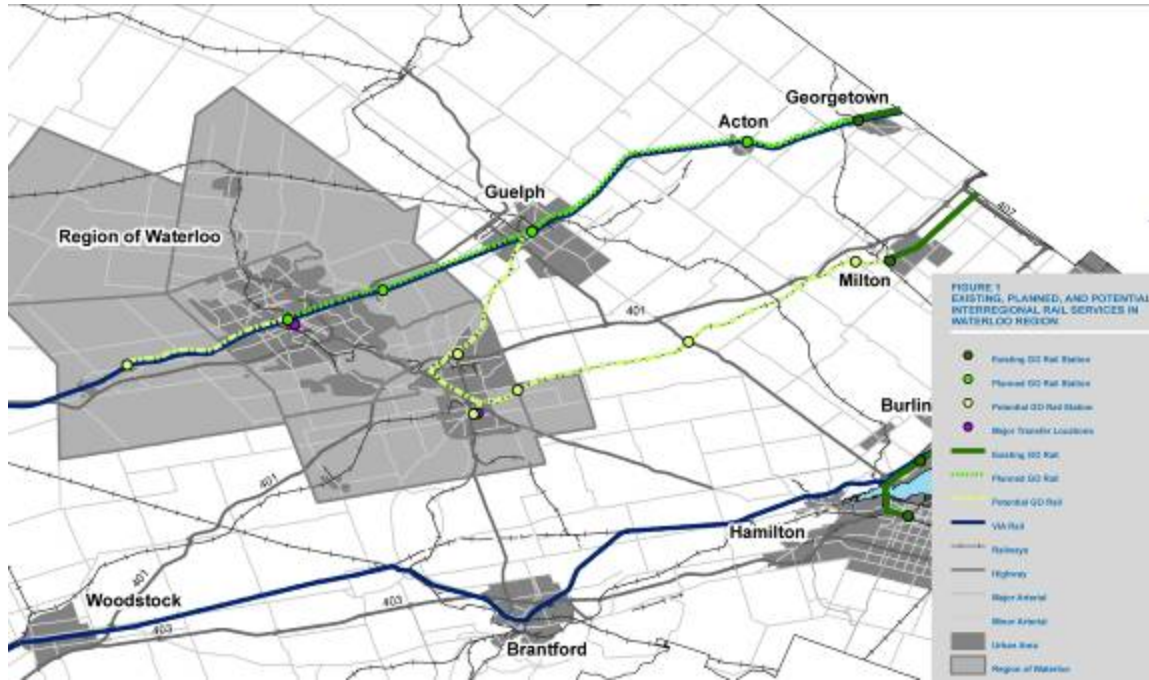 Georgetown
Acton
Guelph
407
Region of Waterloo
Milton
401
Burlin
401
Hamilton
401
Woodstock
403
403
Brantford
FIGURE 1
EXISTING, PLANNED, AND POTENTIAL
INTERREGIONAL RAIL SERVICES IN
WATERLOO REGION
Existing GO Rail Station
Planned GO Rail Station
Potential GO Rail Station
Major Transfer Locations
Existing GO Rail
Planned GO Rail
Potential GO Rail
VIA Rail
Railways
Highway
Major Arterial
Minor Arterial
Urban Area
Region of Waterloo